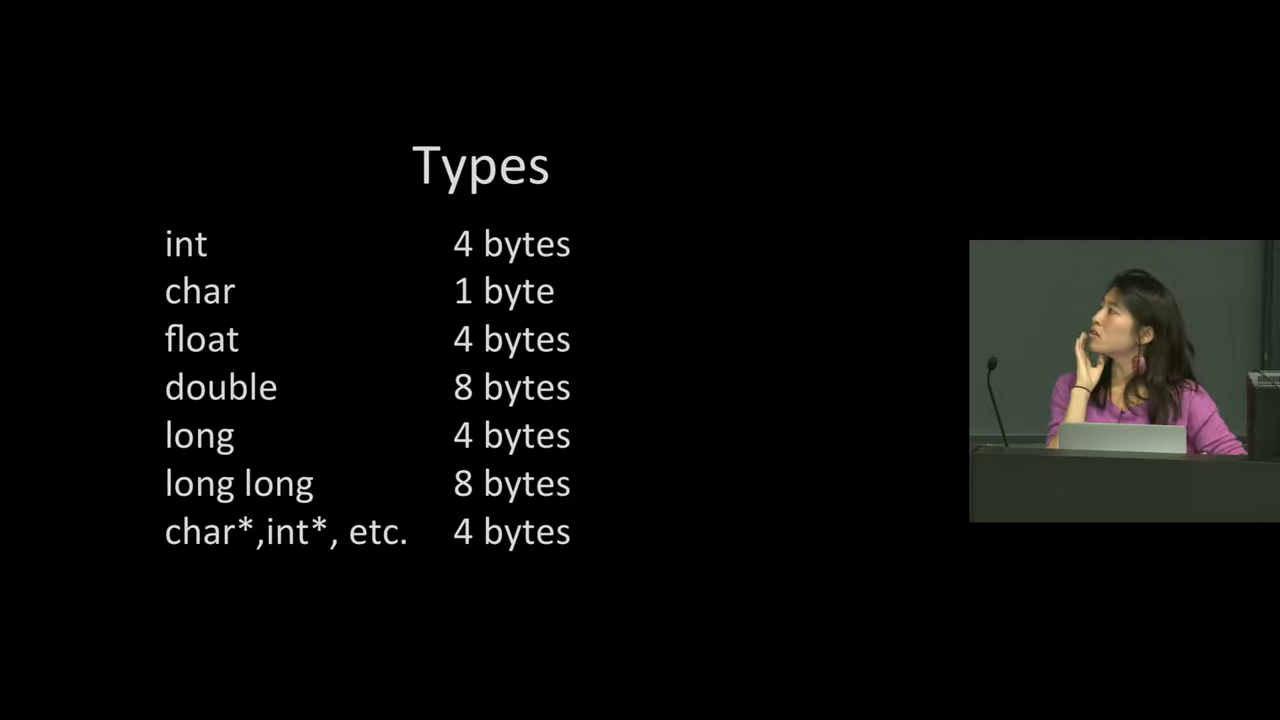 Types
int 4 bytes
char 1 byte
float 4 bytes
double 8 bytes
long 4 bytes
long long 8 bytes
char*,int*, etc. 4 bytes